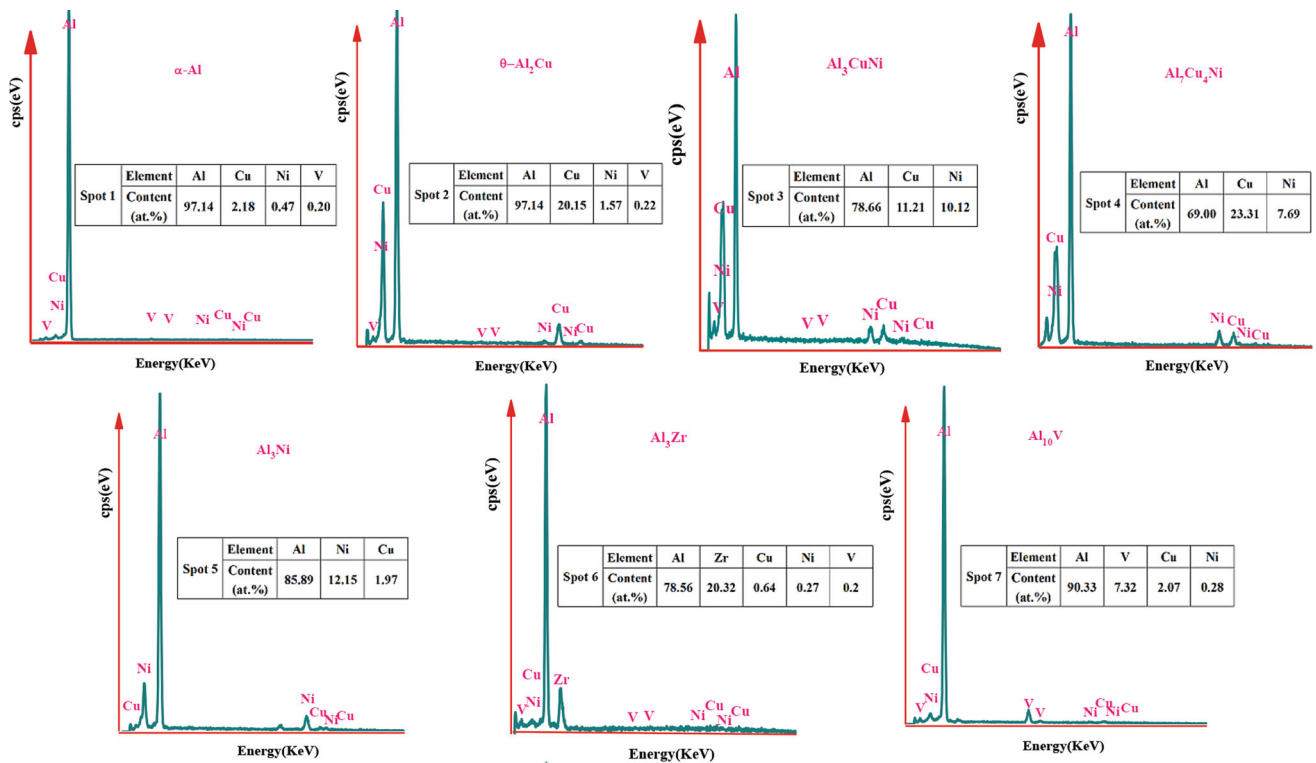 cps(eV)
Al
α-Al
Element Al Cu Ni V
Spot 1
Content (at.%) 97.14 2.18 0.47 0.20
Cu
Ni
V
V V Ni Cu Ni Cu
Energy(KeV)
cps(eV)
Al
θ–Al2Cu
Element Al Cu Ni V
Spot 2
Content (at.%) 97.14 20.15 1.57 0.22
Cu
Ni
V
V V Ni Cu Ni Cu
Energy(KeV)
cps(eV)
Al
Al3CuNi
Element Al Cu Ni
Spot 3
Content (at.%) 78.66 11.21 10.12
Cu
Ni
V
V V Ni Cu Ni Cu
Energy(KeV)
cps(eV)
Al
Al7Cu4Ni
Element Al Cu Ni
Spot 4
Content (at.%) 69.00 23.31 7.69
Cu
Ni
Ni Cu Ni Cu
Energy(KeV)
cps(eV)
Al
Al3Ni
Element Al Ni Cu
Spot 5
Content (at.%) 85.89 12.15 1.97
Ni
Cu
Ni Cu Ni Cu
Energy(KeV)
cps(eV)
Al
Al3Zr
Element Al Zr Cu Ni V
Spot 6
Content (at.%) 78.56 20.32 0.64 0.27 0.2
Cu
Zr
Ni
V
V V Ni Cu Ni Cu
Energy(KeV)
cps(eV)
Al
Al10V
Element Al V Cu Ni
Spot 7
Content (at.%) 90.33 7.32 2.07 0.28
Cu
Ni
V
V V Ni Cu Ni Cu
Energy(KeV)